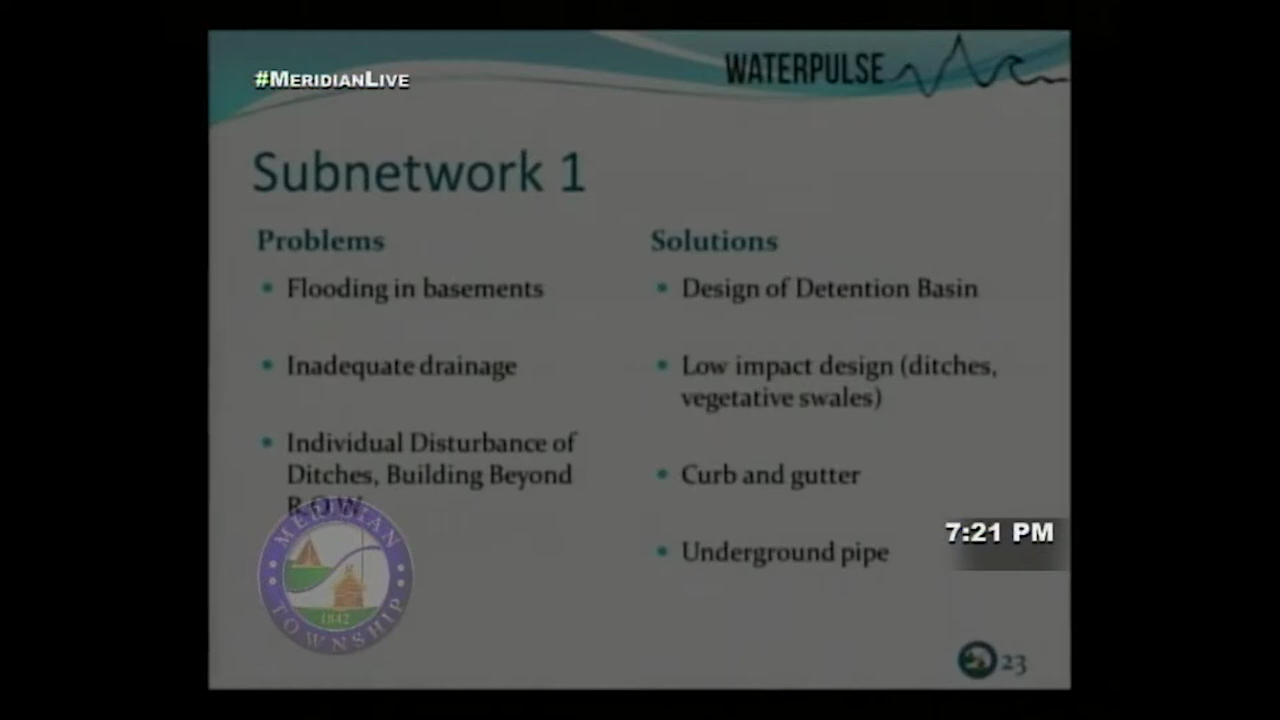 #MERIDIANLIVE
WATERPULSE
Subnetwork 1
Problems
• Flooding in basements
• Inadequate drainage
• Individual Disturbance of
Ditches, Building Beyond
R.O.W.
Solutions
• Design of Detention Basin
• Low impact design (ditches,
vegetative swales)
• Curb and gutter
• Underground pipe
MERIDIAN
TOWNSHIP
1842
7:21 PM
23